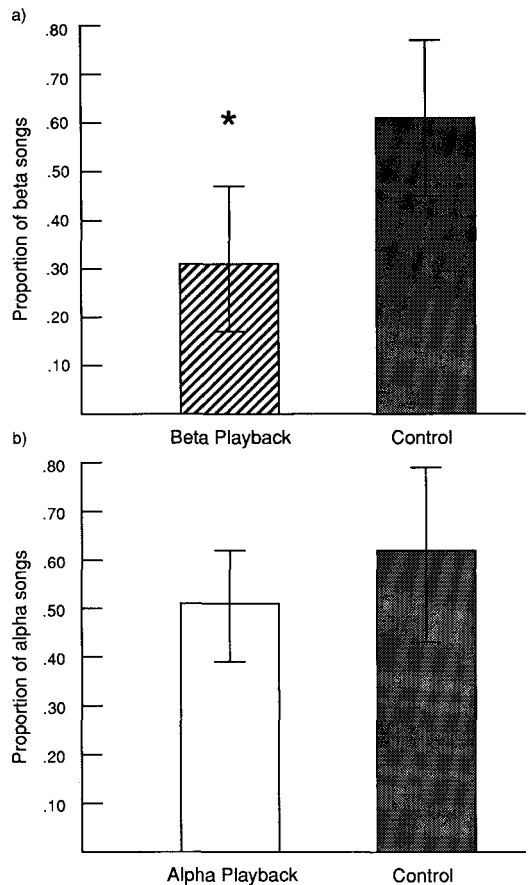 a)
.80
.70
.60
.50
.40
.30
.20
.10
Proportion of beta songs
*
Beta Playback Control
b)
.80
.70
.60
.50
.40
.30
.20
.10
Proportion of alpha songs
Alpha Playback Control